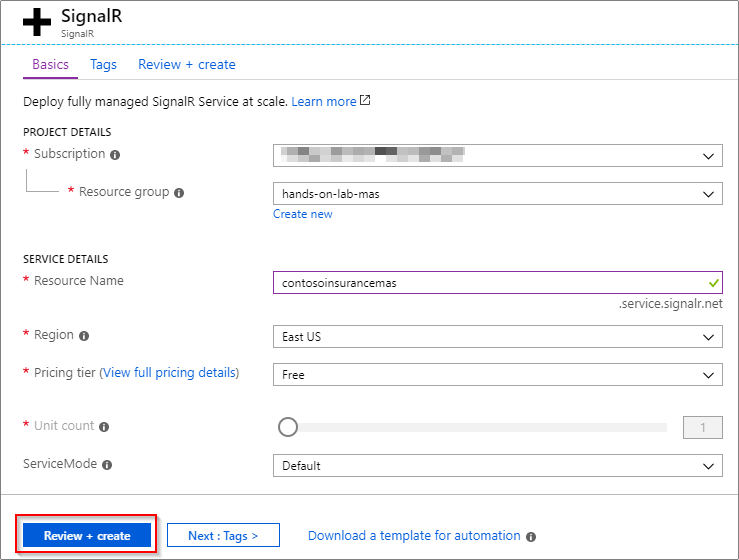 SignalR
SignalR
Basics Tags Review + create
Deploy fully managed SignalR Service at scale. Learn more
PROJECT DETAILS
* Subscription
* Resource group hands-on-lab-mas
Create new
SERVICE DETAILS
* Resource Name contosoinsurancemas
.service.signalr.net
* Region East US
* Pricing tier (View full pricing details) Free
* Unit count 1
ServiceMode Default
Review + create Next : Tags > Download a template for automation